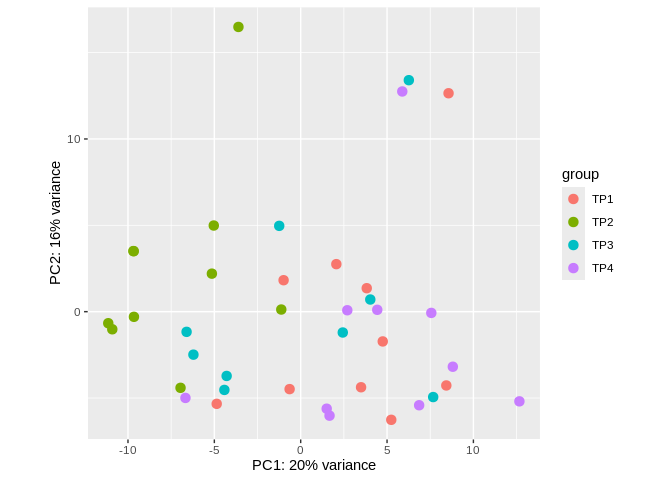 10
0
PC2: 16% variance
-10
-5
0
5
10
PC1: 20% variance
group
TP1
TP2
TP3
TP4